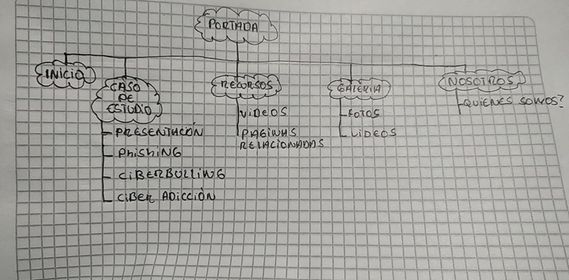 PORTADA
INICIO
CASO
DE
ESTUDIO
- PRESENTACIÓN
- PhishiNG
- CIBERBULLING
- CIBER ADICCIÓN
RECURSOS
VIDEOS
PAGINAS
RELACIONADAS
GALERIA
- FOTOS
- VIDEOS
NOSOTROS
- QUIENES SOMOS?